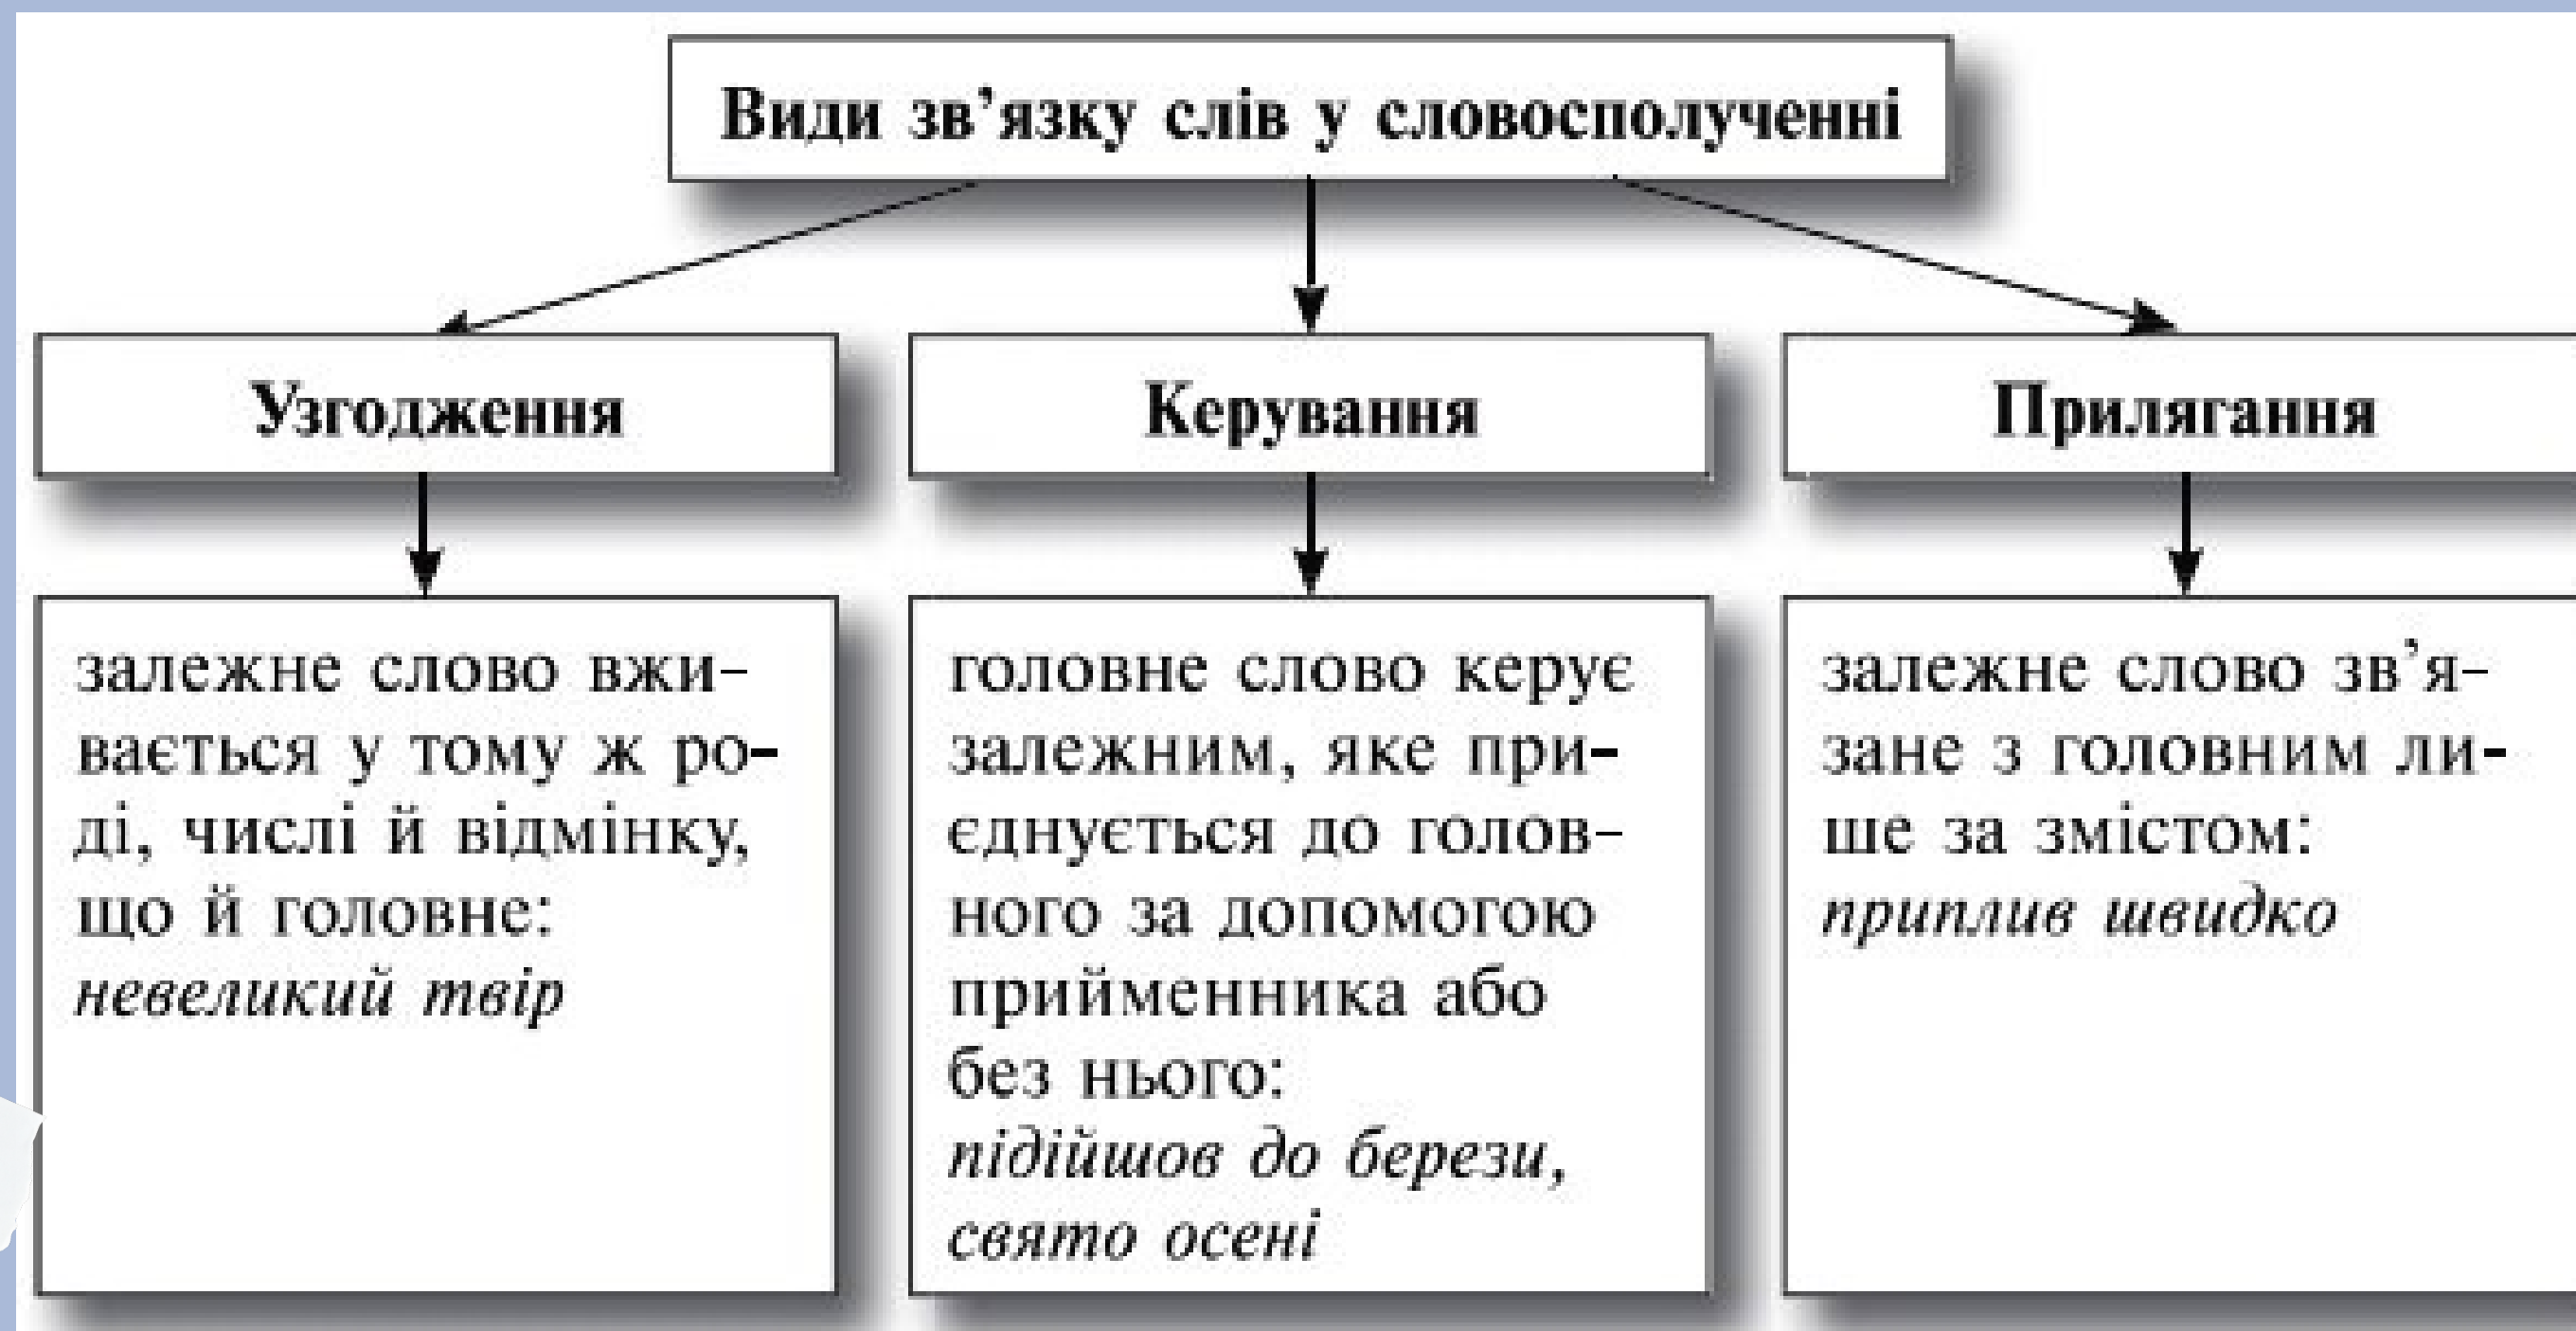 Види зв’язку слів у словосполученні
Узгодження
Керування
Прилягання
залежне слово вжи-
вається у тому ж ро-
ді, числі й відмінку,
що й головне:
невеликий твір
головне слово керує
залежним, яке при-
єднується до голов-
ного за допомогою
прийменника або
без нього:
підійшов до берези,
свято осені
залежне слово зв’я-
зане з головним ли-
ше за змістом:
приплив швидко